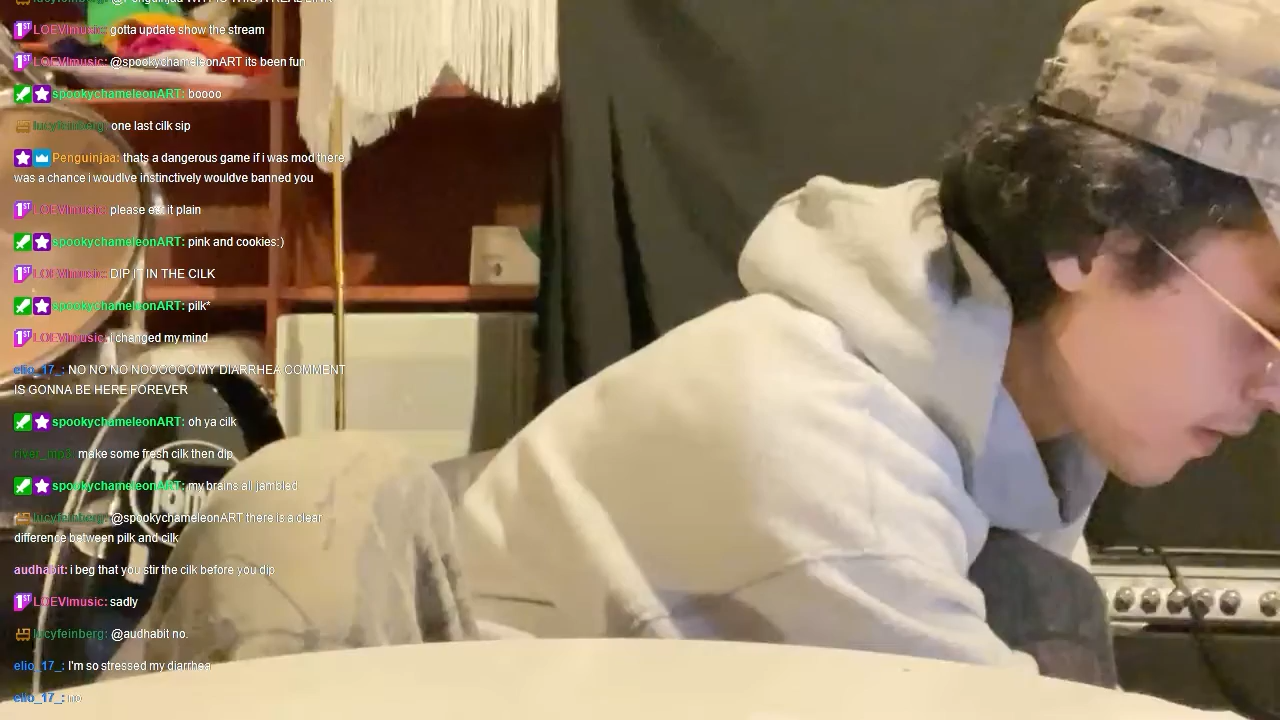 LOEVImusic: gotta update show the stream
LOEVImusic: @spookychameleonART its been fun
spookychameleonART: boooo
lucyfeinberg: one last cilk sip
Penguinjaa: thats a dangerous game if i was mod there
was a chance i woudlve instinctively wouldve banned you
LOEVImusic: please eat it plain
spookychameleonART: pink and cookies:)
LOEVImusic: DIP IT IN THE CILK
spookychameleonART: pilk*
LOEVImusic: i changed my mind
elio_17_: NO NO NO NOOOOOO MY DIARRHEA COMMENT
IS GONNA BE HERE FOREVER
spookychameleonART: oh ya cilk
make some fresh cilk then dip
spookychameleonART: my brains all jambled
lucyfeinberg: @spookychameleonART there is a clear
difference between pilk and cilk
audhabit: i beg that you stir the cilk before you dip
LOEVImusic: sadly
lucyfeinberg: @audhabit no.
elio_17_: I'm so stressed my diarrhea
elio_17_: no